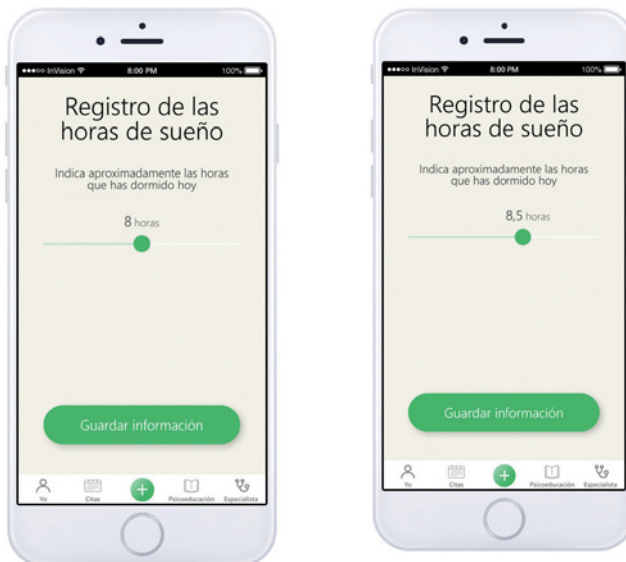 InVision 8:00 PM 100%
Registro de las
horas de sueño
Indica aproximadamente las horas
que has dormido hoy
8 horas
Guardar información
Yo Citas + Psicoeducación Especialista
InVision 8:00 PM 100%
Registro de las
horas de sueño
Indica aproximadamente las horas
que has dormido hoy
8,5 horas
Guardar información
Yo Citas + Psicoeducación Especialista